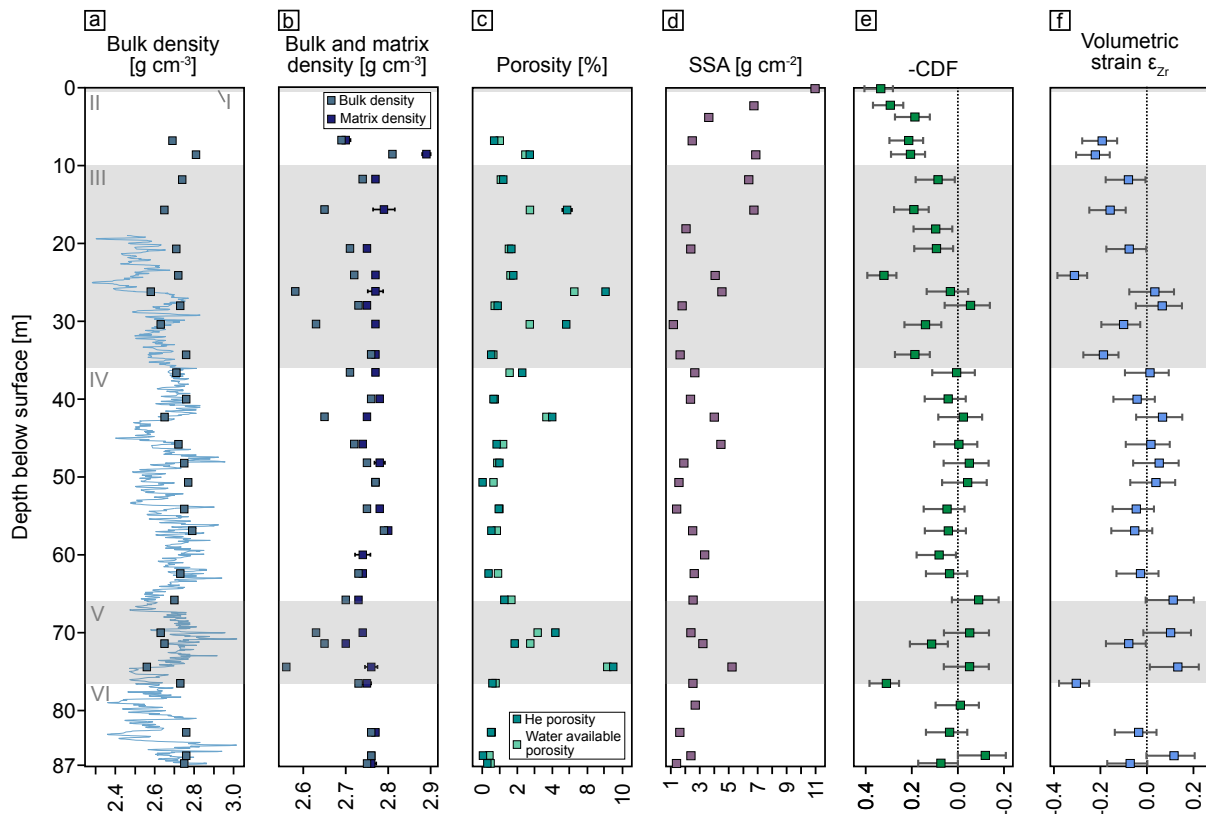 a
b
c
d
e
f
Bulk density
[g cm-3]
Bulk and matrix
density [g cm-3]
Porosity [%]
SSA [g cm-2]
-CDF
Volumetric
strain εZr
Depth below surface [m]
0
10
20
30
40
50
60
70
80
87
I
II
III
IV
V
VI
Bulk density
Matrix density
He porosity
Water available
porosity
2.4
2.6
2.8
3.0
2.6
2.7
2.8
2.9
0
2
4
6
8
10
1
3
5
7
9
11
0.4
0.2
0.0
-0.2
-0.4
-0.2
0.0
0.2